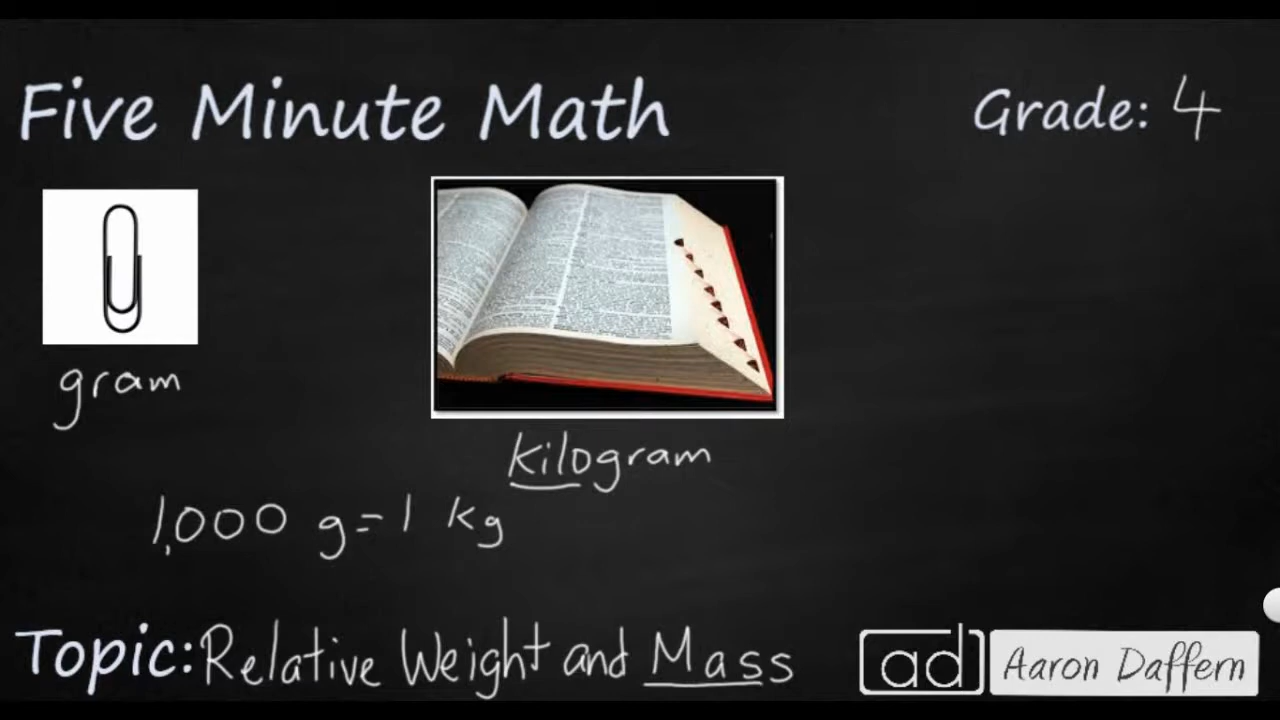 Five Minute Math
Grade: 4
gram
kilogram
1,000 g = 1 kg
Topic: Relative Weight and Mass
ad Aaron Daffern